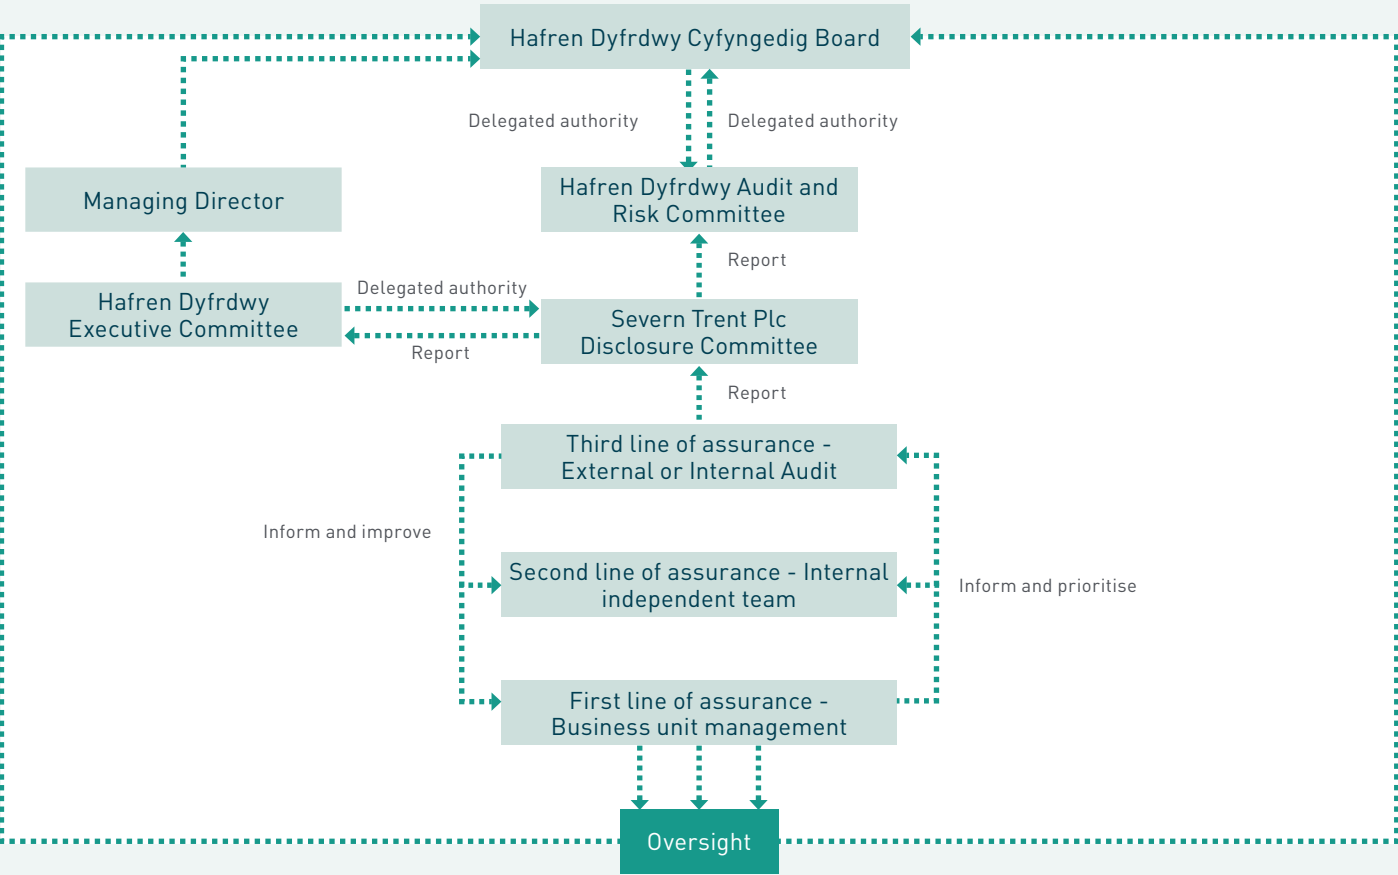 Hafren Dyfrdwy Cyfyngedig Board
Delegated authority
Delegated authority
Managing Director
Hafren Dyfrdwy Audit and
Risk Committee
Report
Hafren Dyfrdwy
Executive Committee
Delegated authority
Report
Severn Trent Plc
Disclosure Committee
Report
Third line of assurance -
External or Internal Audit
Inform and improve
Second line of assurance - Internal
independent team
Inform and prioritise
First line of assurance -
Business unit management
Oversight